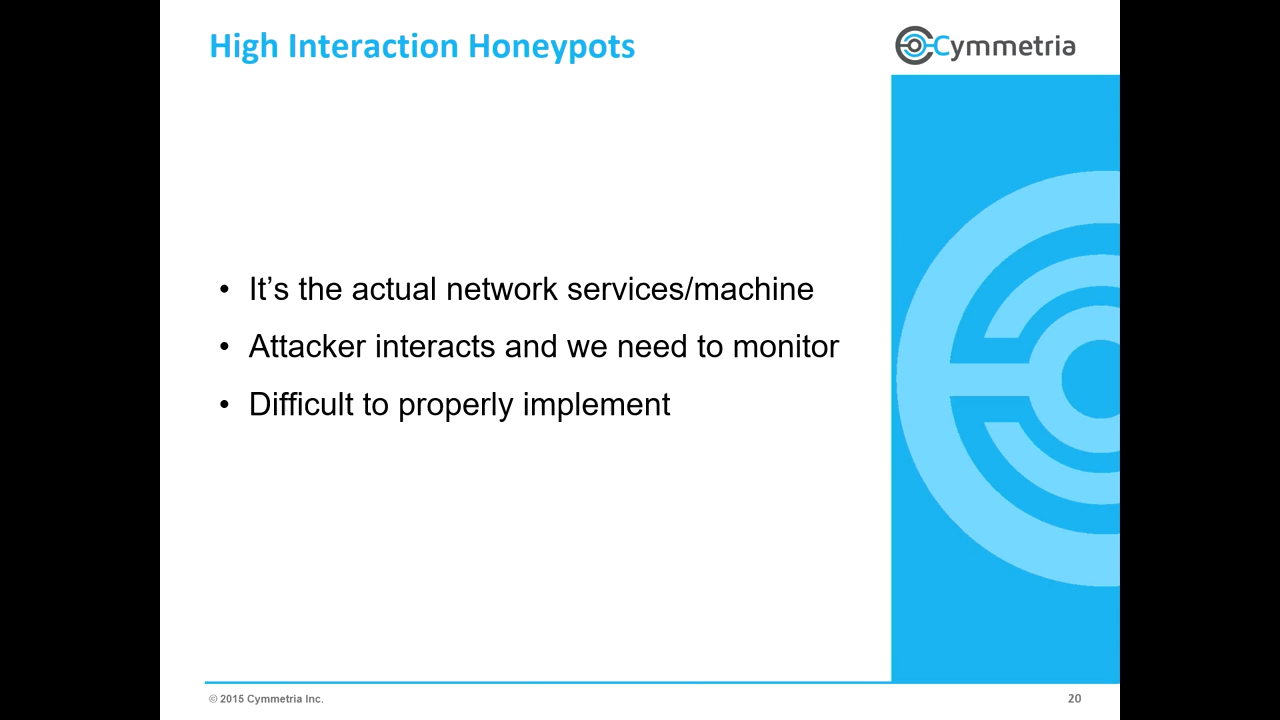 High Interaction Honeypots
Cymmetria
• It's the actual network services/machine
• Attacker interacts and we need to monitor
• Difficult to properly implement
© 2015 Cymmetria Inc.
20